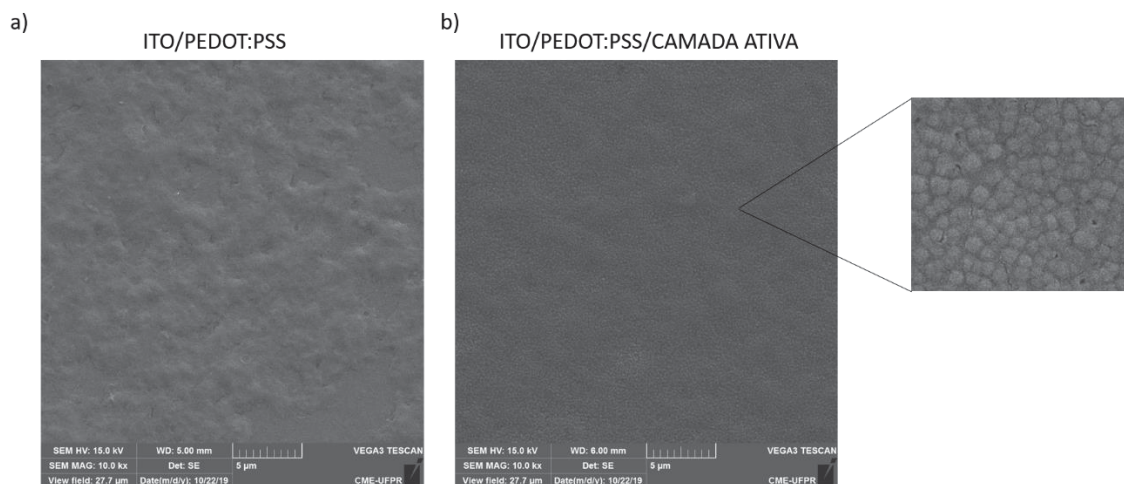 a)
ITO/PEDOT:PSS
b)
ITO/PEDOT:PSS/CAMADA ATIVA
SEM HV: 15.0 kV WD: 5.00 mm VEGA3 TESCAN
SEM MAG: 10.0 kx Det: SE 5 µm
View field: 27.7 µm Date(m/d/y): 10/22/19 CME-UFPR
SEM HV: 15.0 kV WD: 6.00 mm VEGA3 TESCAN
SEM MAG: 10.0 kx Det: SE 5 µm
View field: 27.7 µm Date(m/d/y): 10/22/19 CME-UFPR